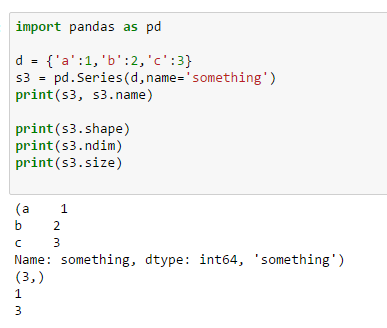 import pandas as pd
d = {'a':1,'b':2,'c':3}
s3 = pd.Series(d,name='something')
print(s3, s3.name)
print(s3.shape)
print(s3.ndim)
print(s3.size)
(a    1
b    2
c    3
Name: something, dtype: int64, 'something')
(3,)
1
3